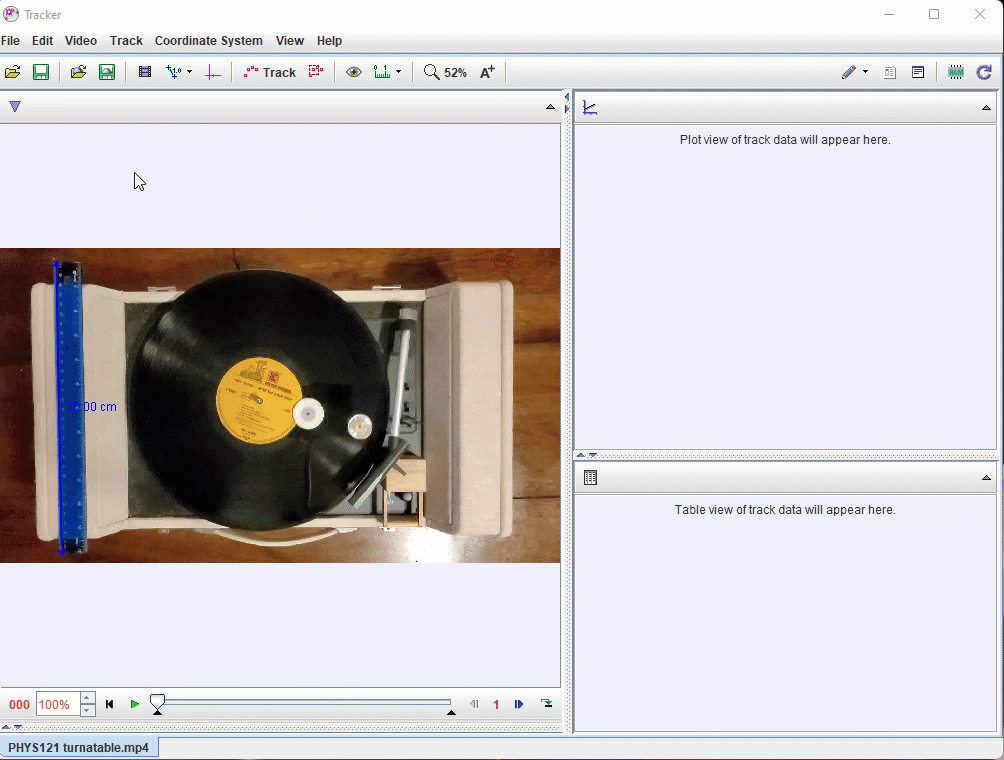 Tracker
File Edit Video Track Coordinate System View Help
Track 52% A+
Plot view of track data will appear here.
.00 cm
Table view of track data will appear here.
000 100% 1
PHYS121 turnatable.mp4